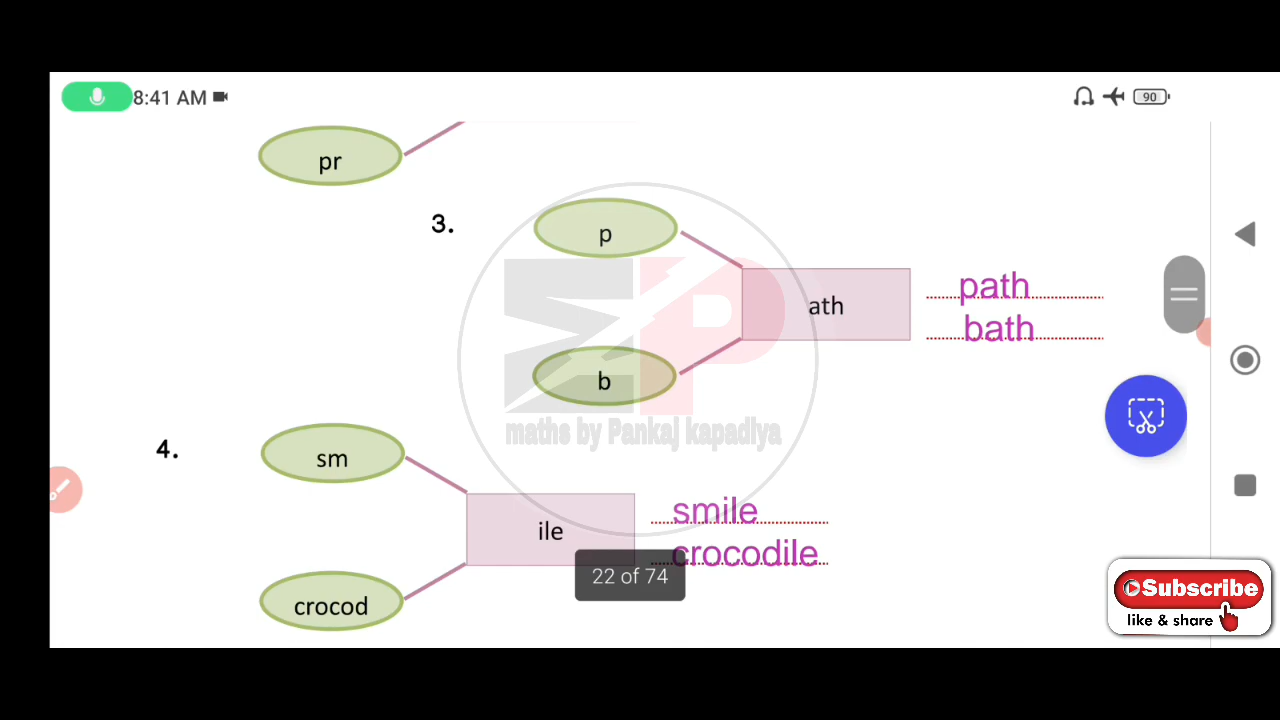 8:41 AM
90
pr
3.
p
ath
path
bath
b
maths by Pankaj kapadiya
4.
sm
ile
smile
crocodile
22 of 74
crocod
Subscribe
like & share